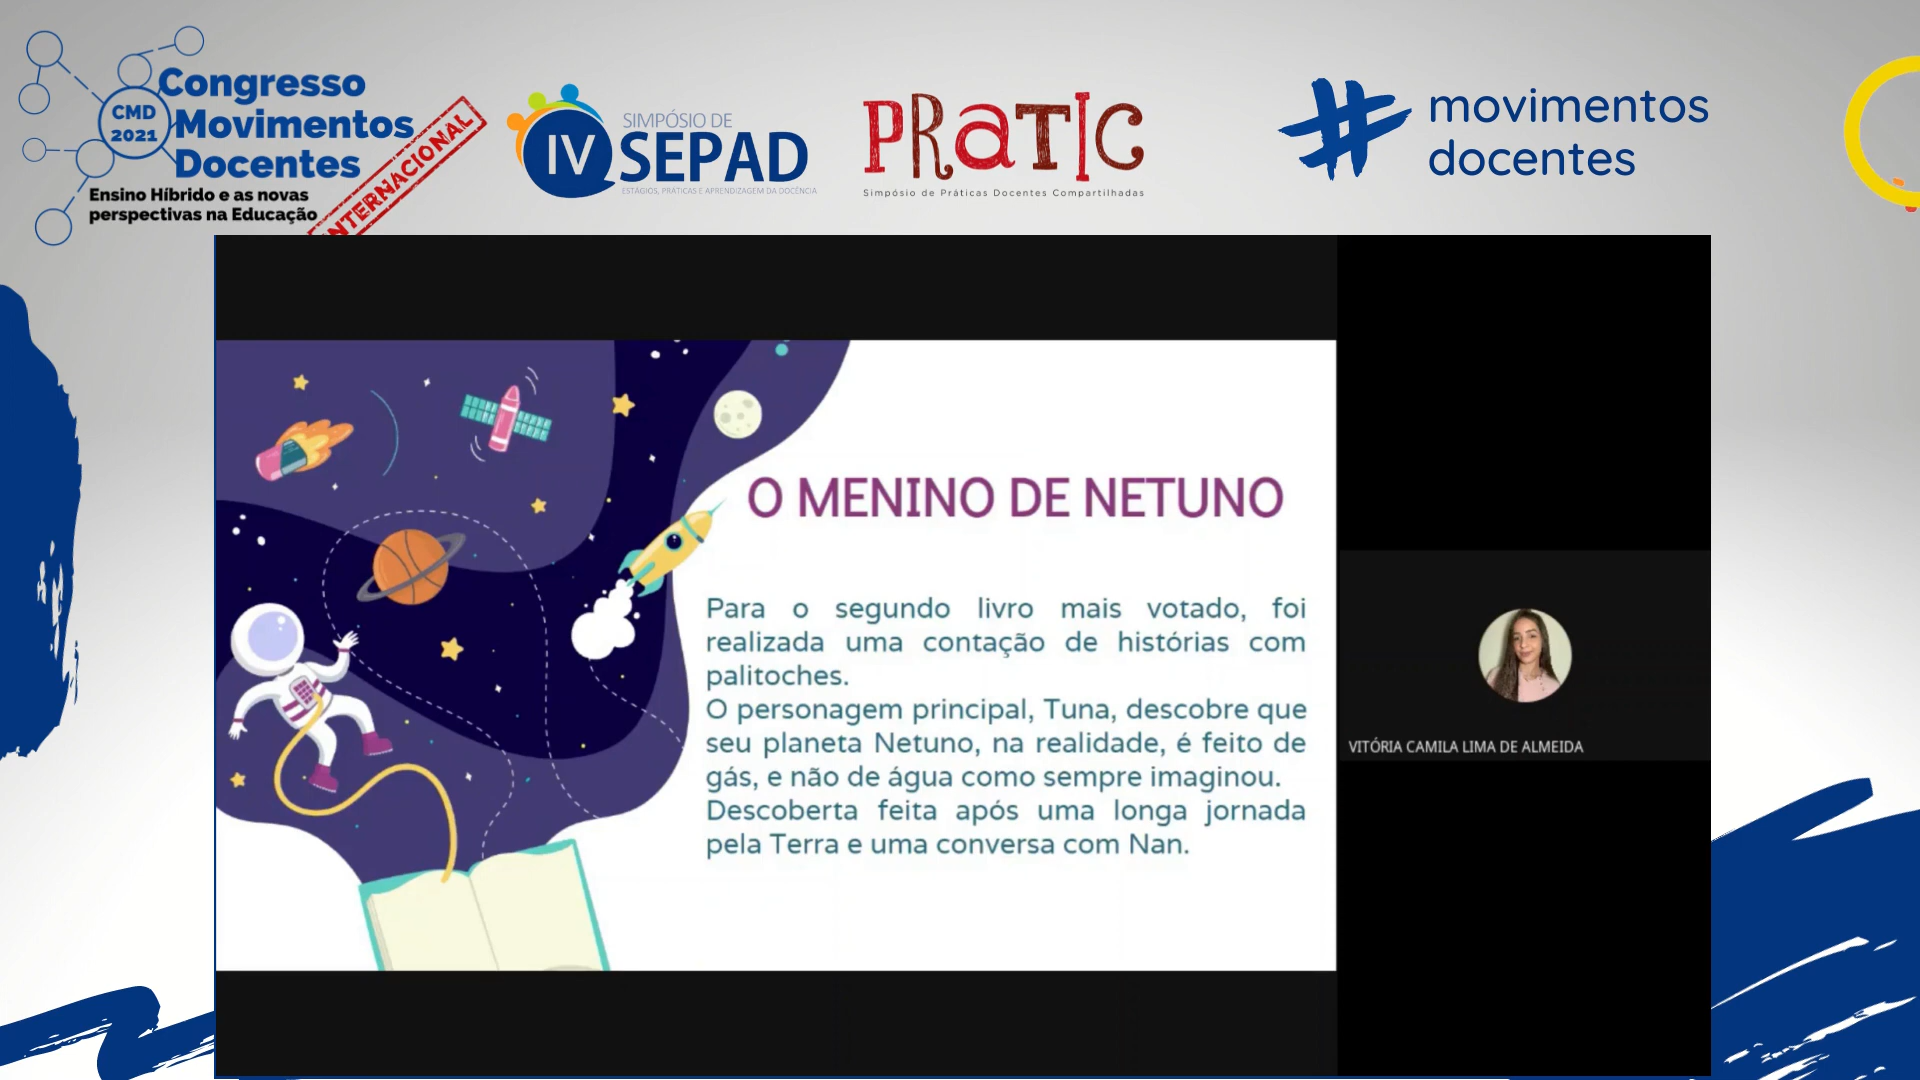 Congresso
CMD
2021
Movimentos
Docentes
Ensino Híbrido e as novas
perspectivas na Educação
INTERNACIONAL
IV
SIMPÓSIO DE
SEPAD
ESTÁGIOS, PRÁTICAS E APRENDIZAGEM DA DOCÊNCIA
PRATIC
Simpósio de Práticas Docentes Compartilhadas
# movimentos
docentes
O MENINO DE NETUNO
Para o segundo livro mais votado, foi
realizada uma contação de histórias com
palitoches.
O personagem principal, Tuna, descobre que
seu planeta Netuno, na realidade, é feito de
gás, e não de água como sempre imaginou.
Descoberta feita após uma longa jornada
pela Terra e uma conversa com Nan.
VITÓRIA CAMILA LIMA DE ALMEIDA